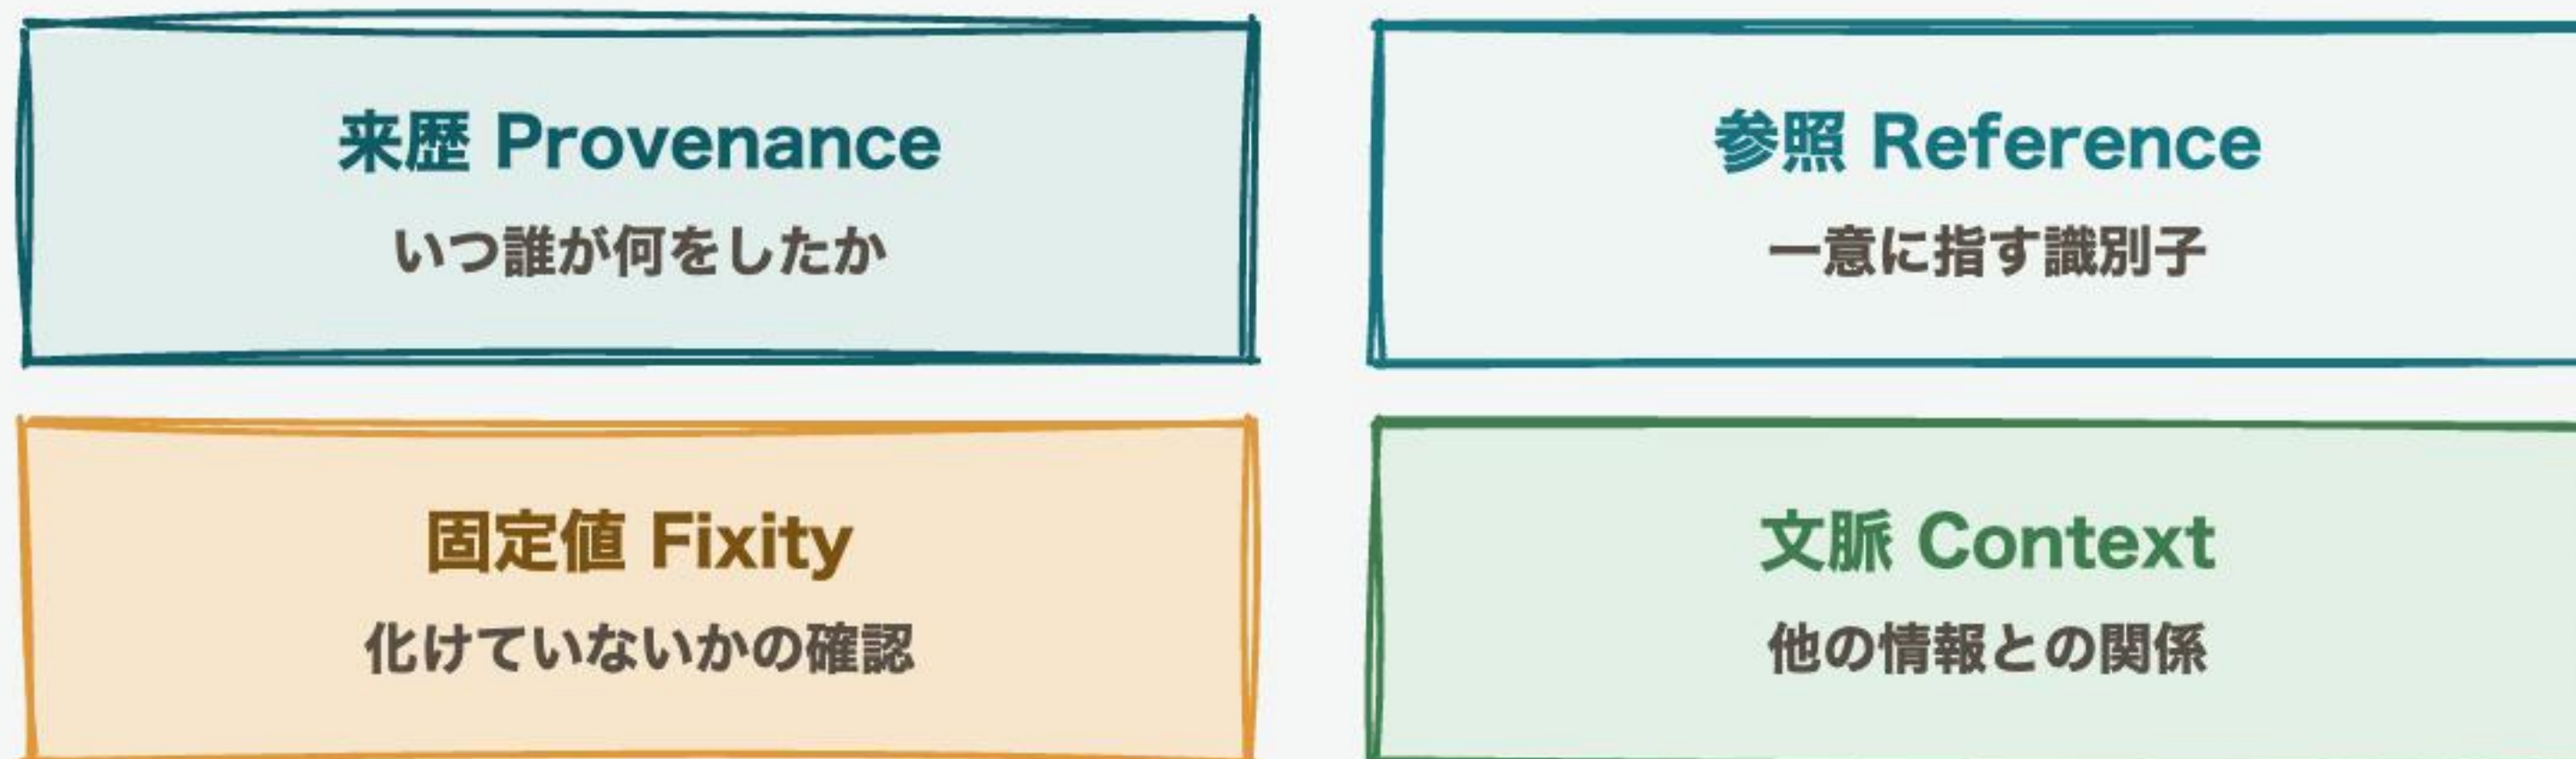 来歴 Provenance
いつ誰が何をしたか
参照 Reference
一意に指す識別子
固定値 Fixity
化けていないかの確認
文脈 Context
他の情報との関係